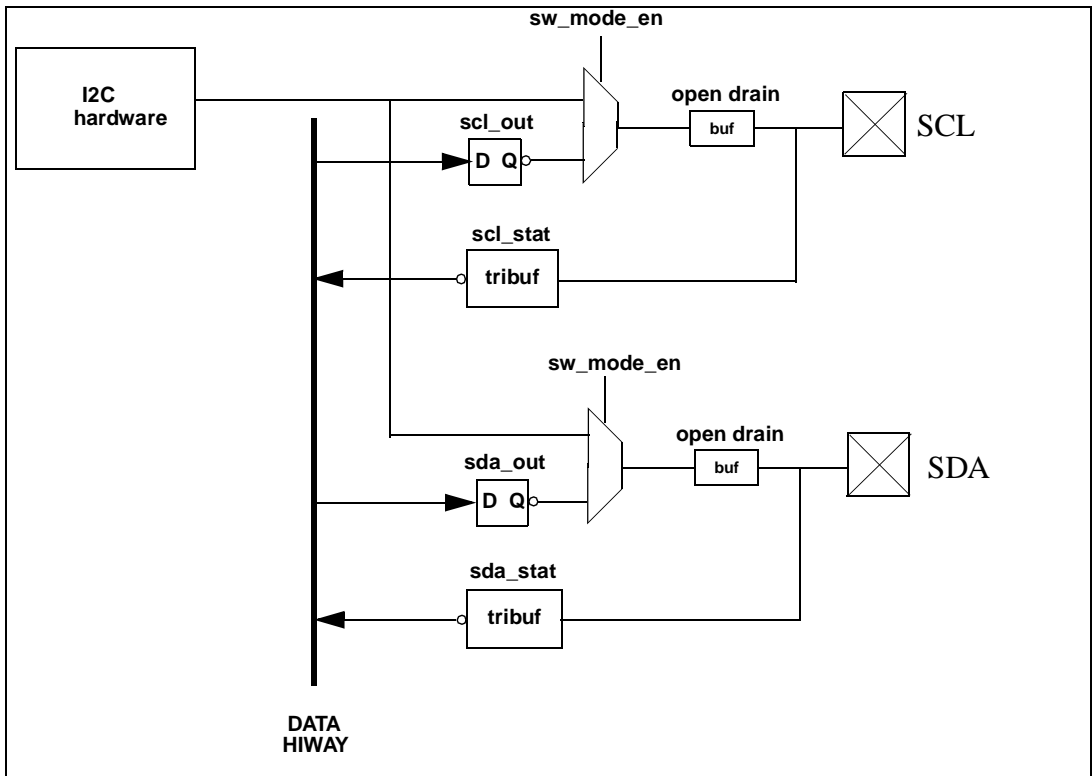 sw_mode_en
I2C
hardware
open drain
scl_out
buf
SCL
D Q
scl_stat
tribuf
sw_mode_en
open drain
sda_out
buf
SDA
D Q
sda_stat
tribuf
DATA
HIWAY